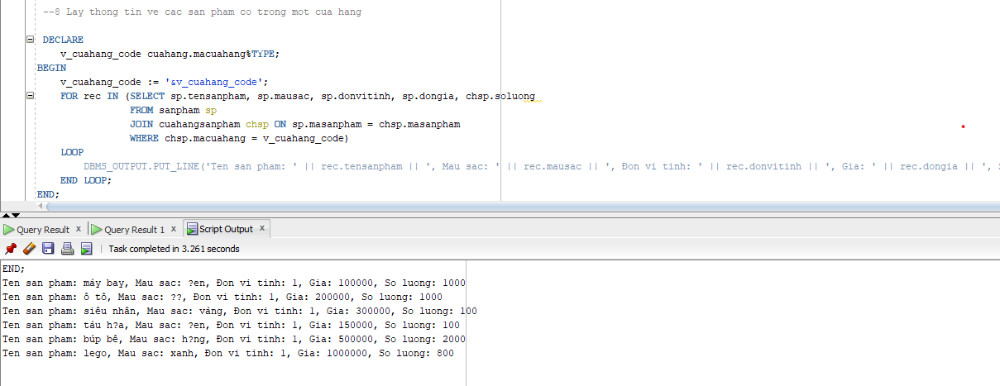 --8 Lay thong tin ve cac san pham co trong mot cua hang
DECLARE
v_cuahang_code cuahang.macuahang%TYPE;
BEGIN
v_cuahang_code := '&v_cuahang_code';
FOR rec IN (SELECT sp.tensanpham, sp.mausac, sp.donvitinh, sp.dongia, chsp.soluong
FROM sanpham sp
JOIN cuahangsanpham chsp ON sp.masanpham = chsp.masanpham
WHERE chsp.macuahang = v_cuahang_code)
LOOP
DBMS_OUTPUT.PUT_LINE('Ten san pham: ' || rec.tensanpham || ', Mau sac: ' || rec.mausac || ', Đon vi tinh: ' || rec.donvitinh || ', Gia: ' || rec.dongia || ',
END LOOP;
END;
Query Result x Query Result 1 x Script Output x
Task completed in 3.261 seconds
END;
Ten san pham: máy bay, Mau sac: ?en, Đon vi tinh: 1, Gia: 100000, So luong: 1000
Ten san pham: ô tô, Mau sac: ??, Đon vi tinh: 1, Gia: 200000, So luong: 1000
Ten san pham: siêu nhân, Mau sac: vàng, Đon vi tinh: 1, Gia: 300000, So luong: 100
Ten san pham: tàu h?a, Mau sac: ?en, Đon vi tinh: 1, Gia: 150000, So luong: 100
Ten san pham: búp bê, Mau sac: h?ng, Đon vi tinh: 1, Gia: 500000, So luong: 2000
Ten san pham: lego, Mau sac: xanh, Đon vi tinh: 1, Gia: 1000000, So luong: 800